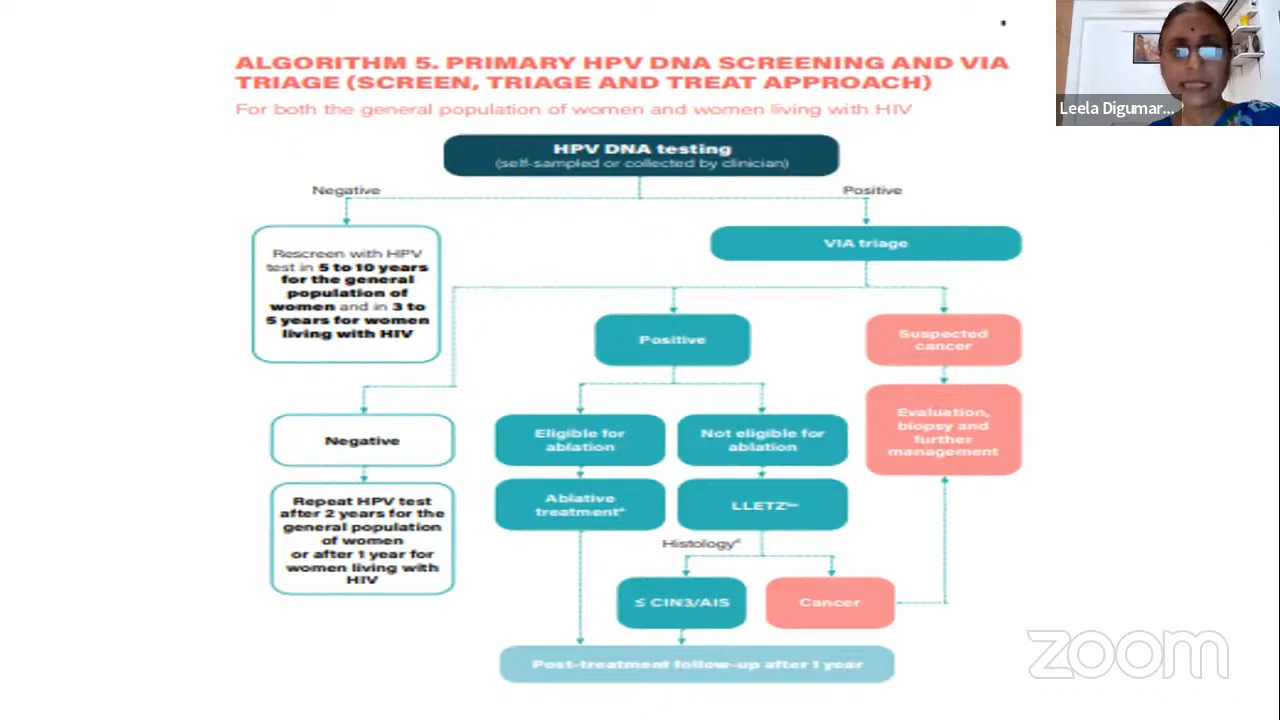 ALGORITHM 5. PRIMARY HPV DNA SCREENING AND VIA
TRIAGE (SCREEN, TRIAGE AND TREAT APPROACH)
For both the general population of women and women living with HIV
Leela Digumar...
HPV DNA testing
(self-sampled or collected by clinician)
Negative
Positive
Rescreen with HPV
test in 5 to 10 years
for the general
population of
women and in 3 to
5 years for women
living with HIV
VIA triage
Positive
Suspected
cancer
Negative
Eligible for
ablation
Not eligible for
ablation
Evaluation,
biopsy and
further
management
Repeat HPV test
after 2 years for the
general population
of women
or after 1 year for
women living with
HIV
Ablative
treatment
LLETZ
Histology
≤ CIN3/AIS
Cancer
Post-treatment follow-up after 1 year
zoom